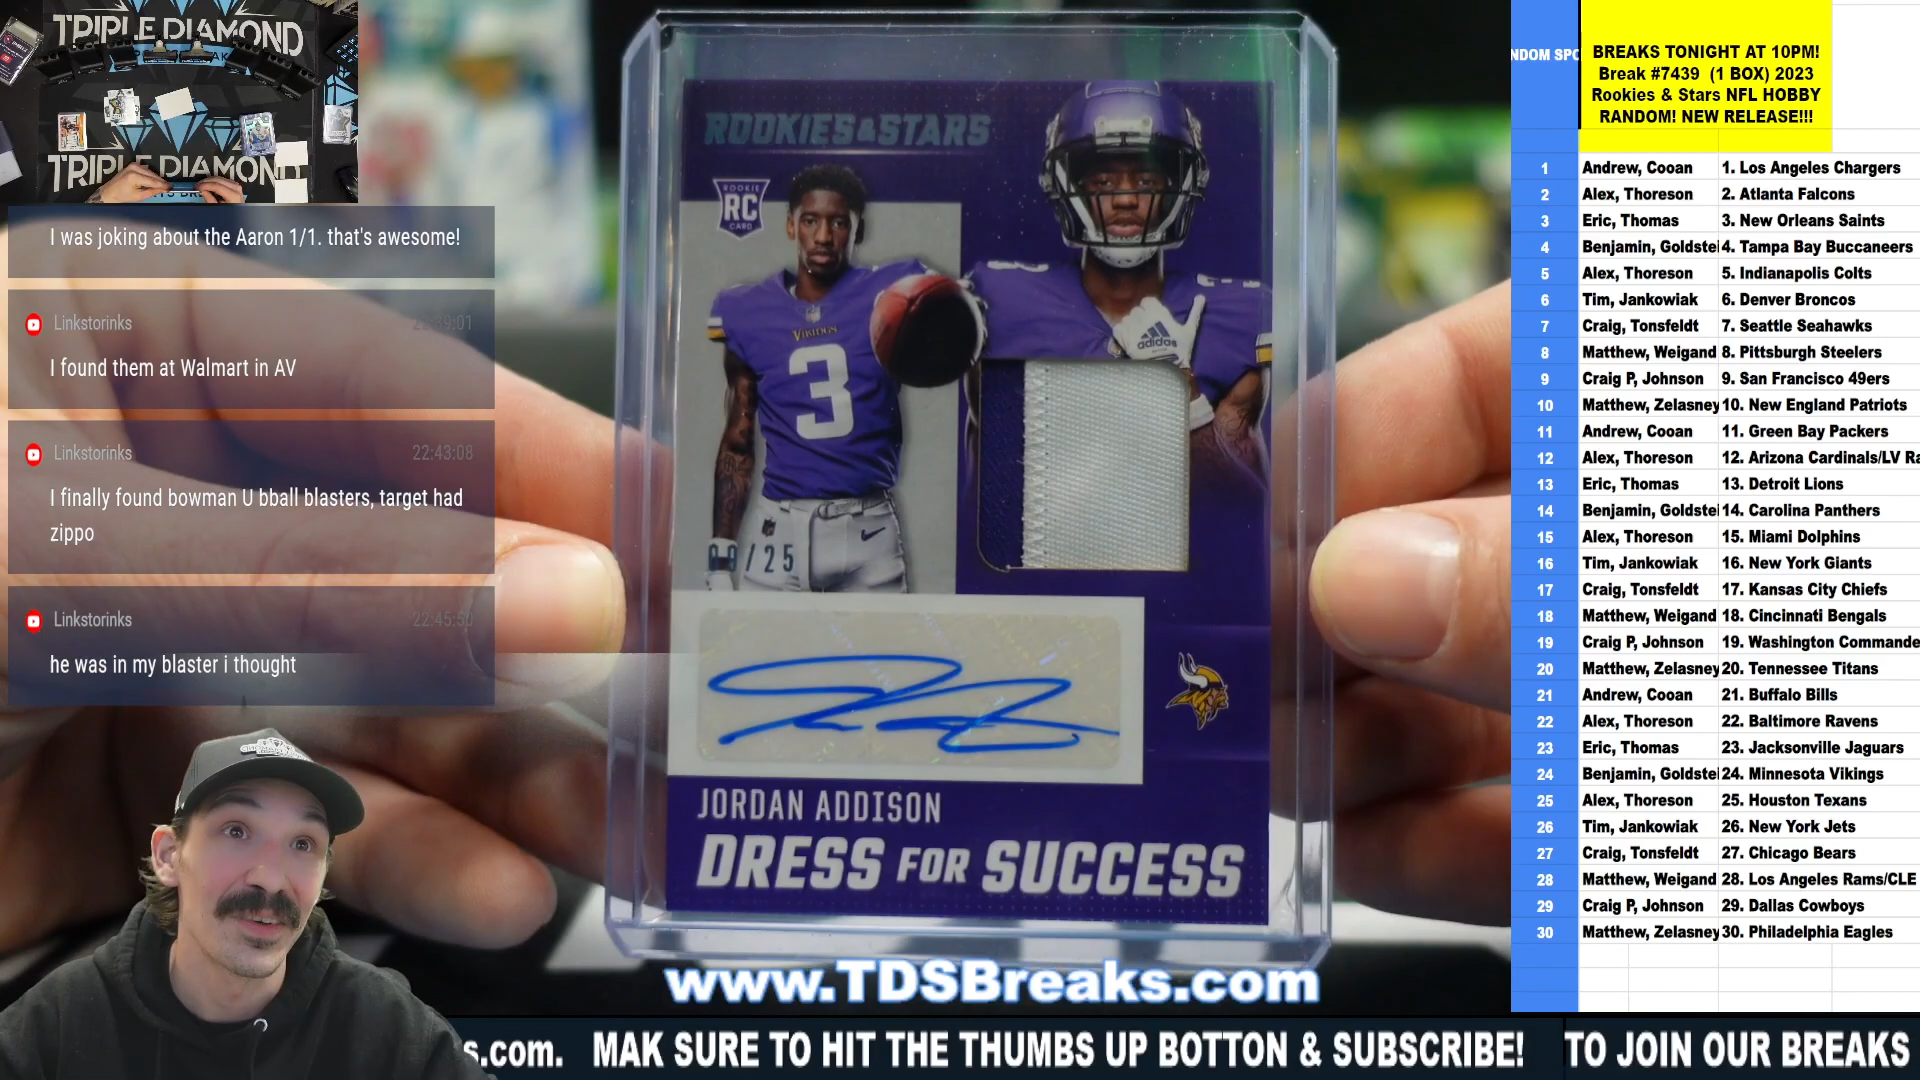 TRIPLE DIAMOND
TRIPLE DIAMOND
I was joking about the Aaron 1/1. that's awesome!
Linkstorinks
I found them at Walmart in AV
Linkstorinks 22:43:08
I finally found bowman U bball blasters, target had
zippo
Linkstorinks 22:45:50
he was in my blaster i thought
ROOKIES&STARS
ROOKIE
RC
CARD
VIKINGS
3
adidas
/25
JORDAN ADDISON
DRESS FOR SUCCESS
www.TDSBreaks.com
s.com. MAK SURE TO HIT THE THUMBS UP BOTTON & SUBSCRIBE! TO JOIN OUR BREAKS
NDOM SPO
BREAKS TONIGHT AT 10PM!
Break #7439 (1 BOX) 2023
Rookies & Stars NFL HOBBY
RANDOM! NEW RELEASE!!!
1 Andrew, Cooan 1. Los Angeles Chargers
2 Alex, Thoreson 2. Atlanta Falcons
3 Eric, Thomas 3. New Orleans Saints
4 Benjamin, Goldstei 4. Tampa Bay Buccaneers
5 Alex, Thoreson 5. Indianapolis Colts
6 Tim, Jankowiak 6. Denver Broncos
7 Craig, Tonsfeldt 7. Seattle Seahawks
8 Matthew, Weigand 8. Pittsburgh Steelers
9 Craig P, Johnson 9. San Francisco 49ers
10 Matthew, Zelasney 10. New England Patriots
11 Andrew, Cooan 11. Green Bay Packers
12 Alex, Thoreson 12. Arizona Cardinals/LV Ra
13 Eric, Thomas 13. Detroit Lions
14 Benjamin, Goldstei 14. Carolina Panthers
15 Alex, Thoreson 15. Miami Dolphins
16 Tim, Jankowiak 16. New York Giants
17 Craig, Tonsfeldt 17. Kansas City Chiefs
18 Matthew, Weigand 18. Cincinnati Bengals
19 Craig P, Johnson 19. Washington Commande
20 Matthew, Zelasney 20. Tennessee Titans
21 Andrew, Cooan 21. Buffalo Bills
22 Alex, Thoreson 22. Baltimore Ravens
23 Eric, Thomas 23. Jacksonville Jaguars
24 Benjamin, Goldstei 24. Minnesota Vikings
25 Alex, Thoreson 25. Houston Texans
26 Tim, Jankowiak 26. New York Jets
27 Craig, Tonsfeldt 27. Chicago Bears
28 Matthew, Weigand 28. Los Angeles Rams/CLE
29 Craig P, Johnson 29. Dallas Cowboys
30 Matthew, Zelasney 30. Philadelphia Eagles